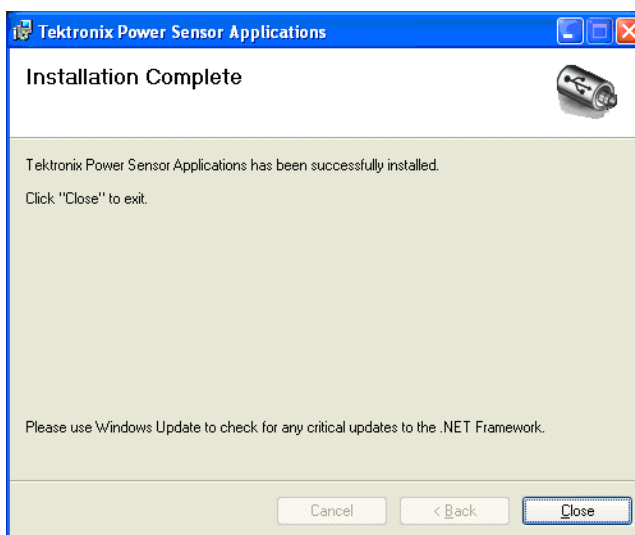 Tektronix Power Sensor Applications
Installation Complete
Tektronix Power Sensor Applications has been successfully installed.
Click "Close" to exit.
Please use Windows Update to check for any critical updates to the .NET Framework.
Cancel
< Back
Close